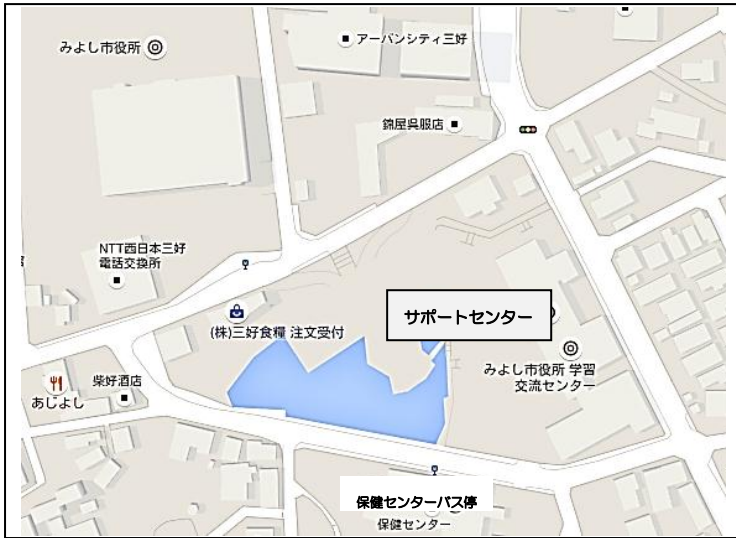 みよし市役所
アーバンシティ三好
錦屋呉服店
NTT西日本三好
電話交換所
(株)三好食糧 注文受付
サポートセンター
みよし市役所 学習
交流センター
柴好酒店
あじよし
保健センターバス停
保健センター